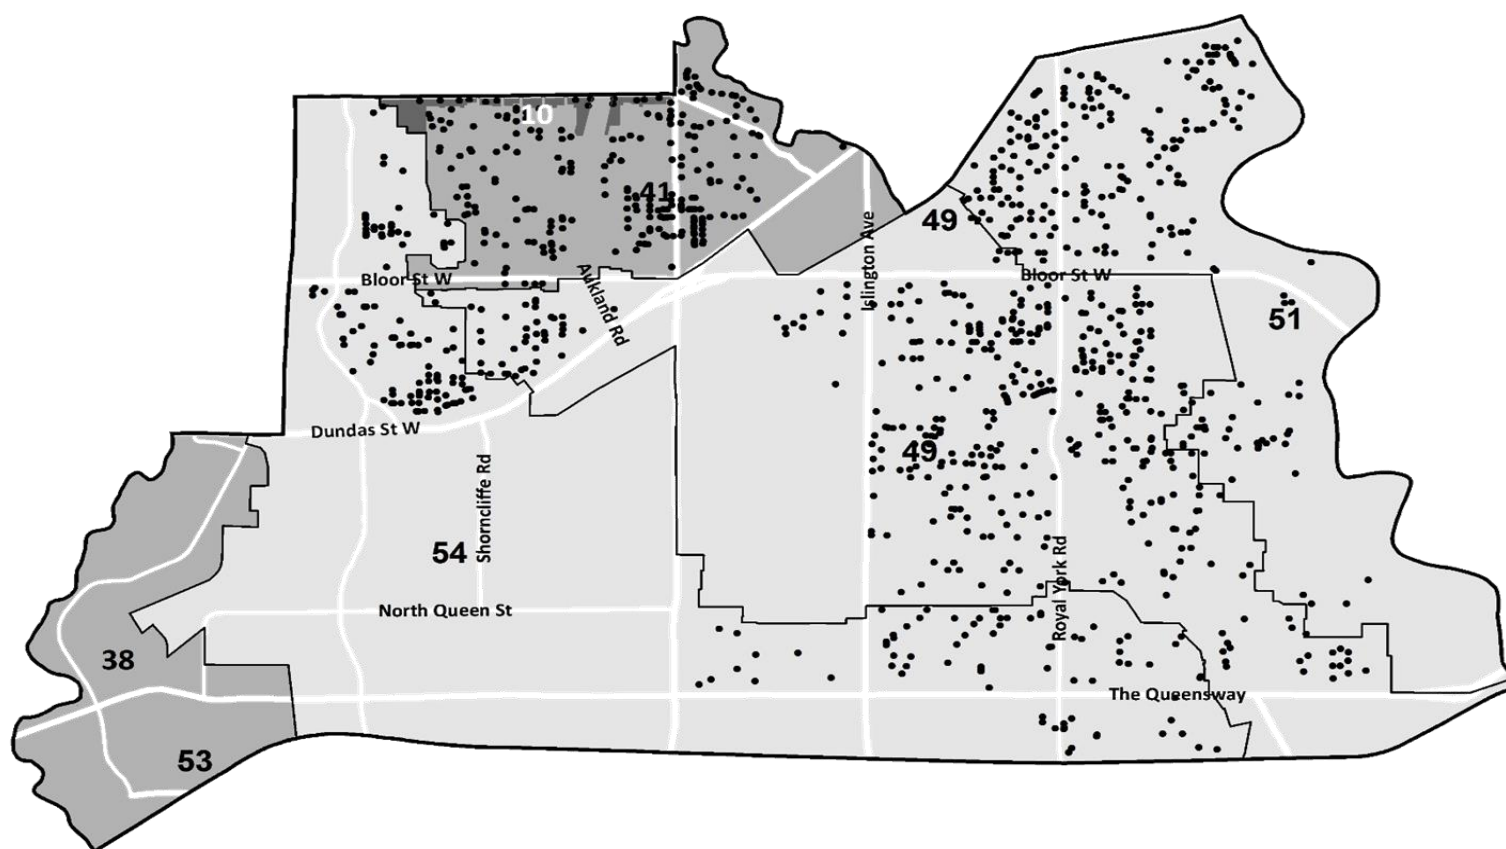 10
41
49
Bloor St W
Aukland Rd
Islington Ave
Bloor St W
51
Dundas St W
49
Shorncliffe Rd
54
Royal York Rd
North Queen St
38
The Queensway
53